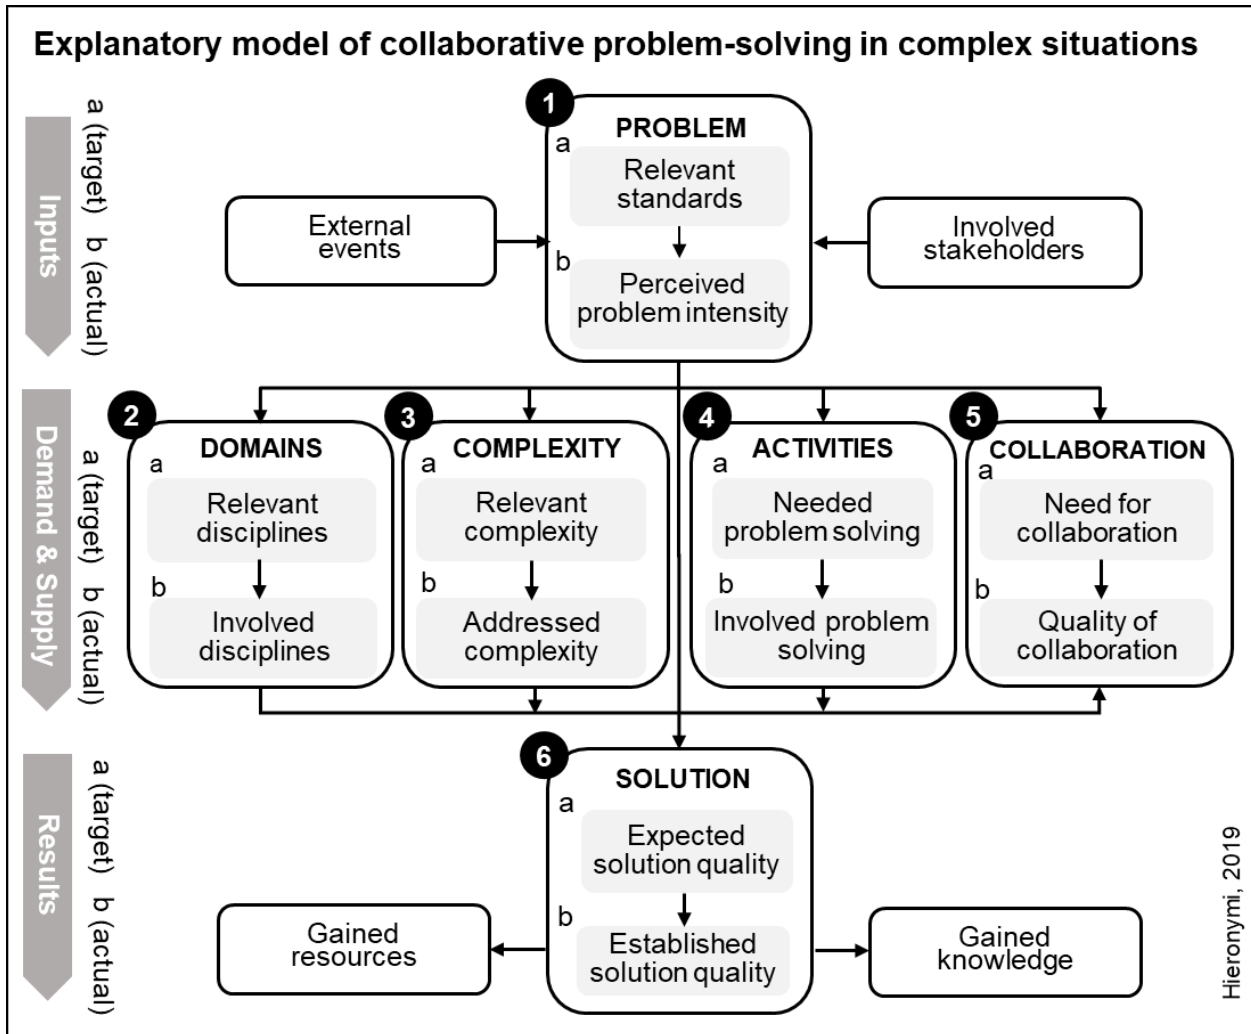 Explanatory model of collaborative problem-solving in complex situations
Inputs
a (target) b (actual)
1
PROBLEM
a
Relevant
standards
b
Perceived
problem intensity
External
events
Involved
stakeholders
Demand & Supply
a (target) b (actual)
2
DOMAINS
a
Relevant
disciplines
b
Involved
disciplines
3
COMPLEXITY
a
Relevant
complexity
b
Addressed
complexity
4
ACTIVITIES
a
Needed
problem solving
b
Involved problem
solving
5
COLLABORATION
a
Need for
collaboration
b
Quality of
collaboration
Results
a (target) b (actual)
6
SOLUTION
a
Expected
solution quality
b
Established
solution quality
Gained
resources
Gained
knowledge
Hieronymi, 2019